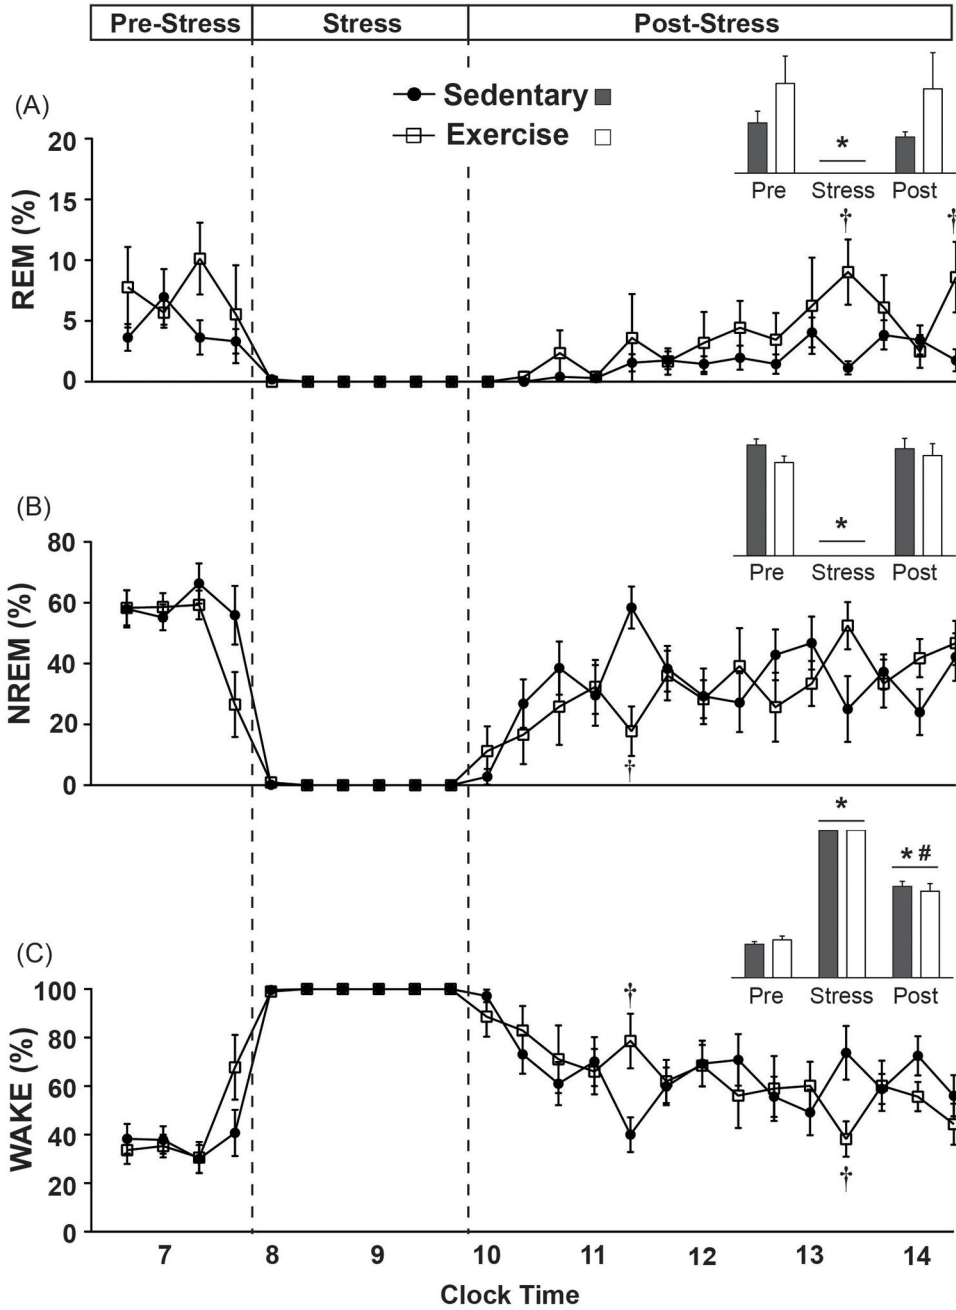 Pre-Stress Stress Post-Stress
(A)
Sedentary
Exercise
*
Pre Stress Post
† †
REM (%)
20
15
10
5
0
(B)
*
Pre Stress Post
NREM (%)
80
60
40
20
0
†
(C)
*
* #
Pre Stress Post
WAKE (%)
100
80
60
40
20
0
†
†
7 8 9 10 11 12 13 14
Clock Time